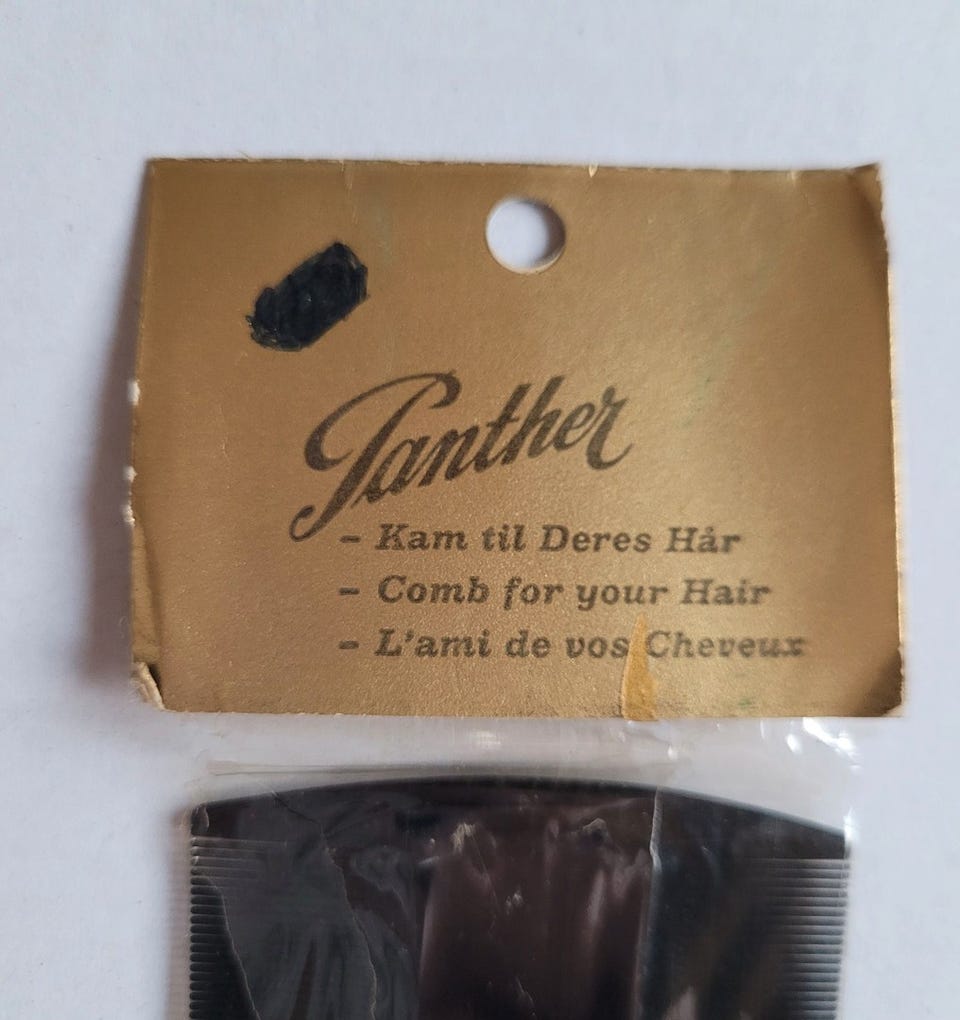 Panther
– Kam til Deres Hår
– Comb for your Hair
– L'ami de vos Cheveux